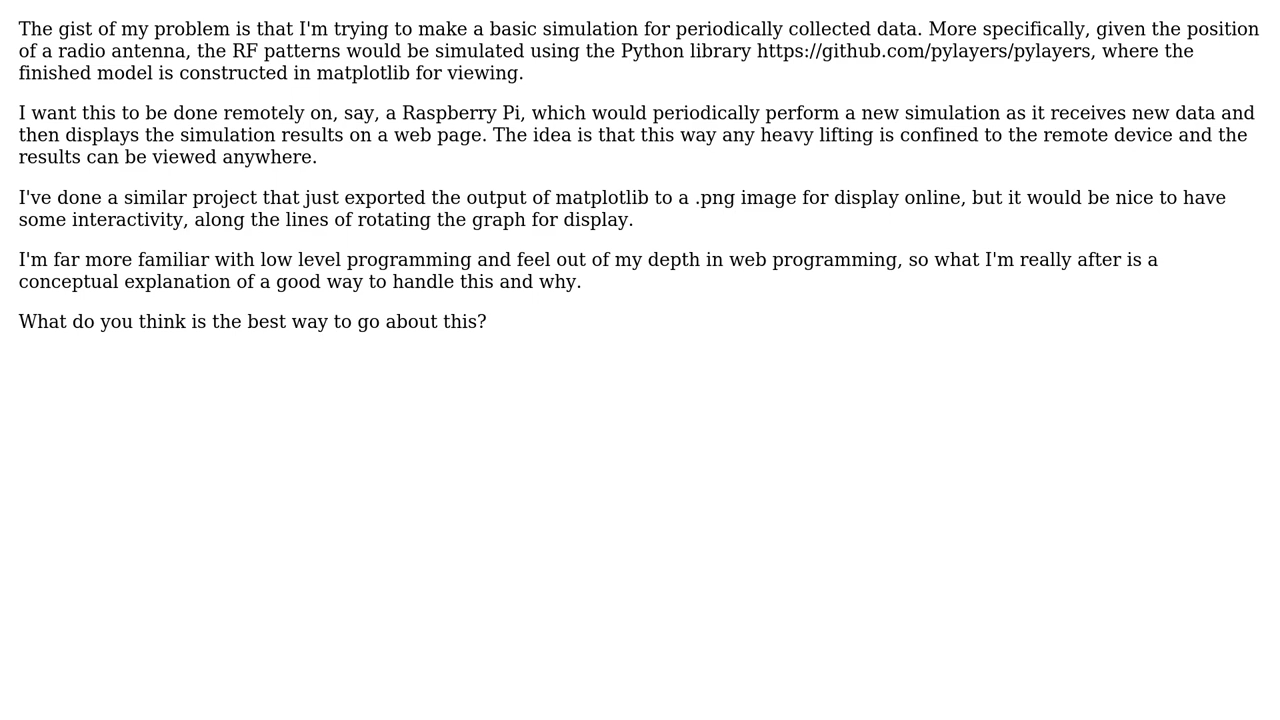 The gist of my problem is that I'm trying to make a basic simulation for periodically collected data. More specifically, given the position
of a radio antenna, the RF patterns would be simulated using the Python library https://github.com/pylayers/pylayers, where the
finished model is constructed in matplotlib for viewing.
I want this to be done remotely on, say, a Raspberry Pi, which would periodically perform a new simulation as it receives new data and
then displays the simulation results on a web page. The idea is that this way any heavy lifting is confined to the remote device and the
results can be viewed anywhere.
I've done a similar project that just exported the output of matplotlib to a .png image for display online, but it would be nice to have
some interactivity, along the lines of rotating the graph for display.
I'm far more familiar with low level programming and feel out of my depth in web programming, so what I'm really after is a
conceptual explanation of a good way to handle this and why.
What do you think is the best way to go about this?